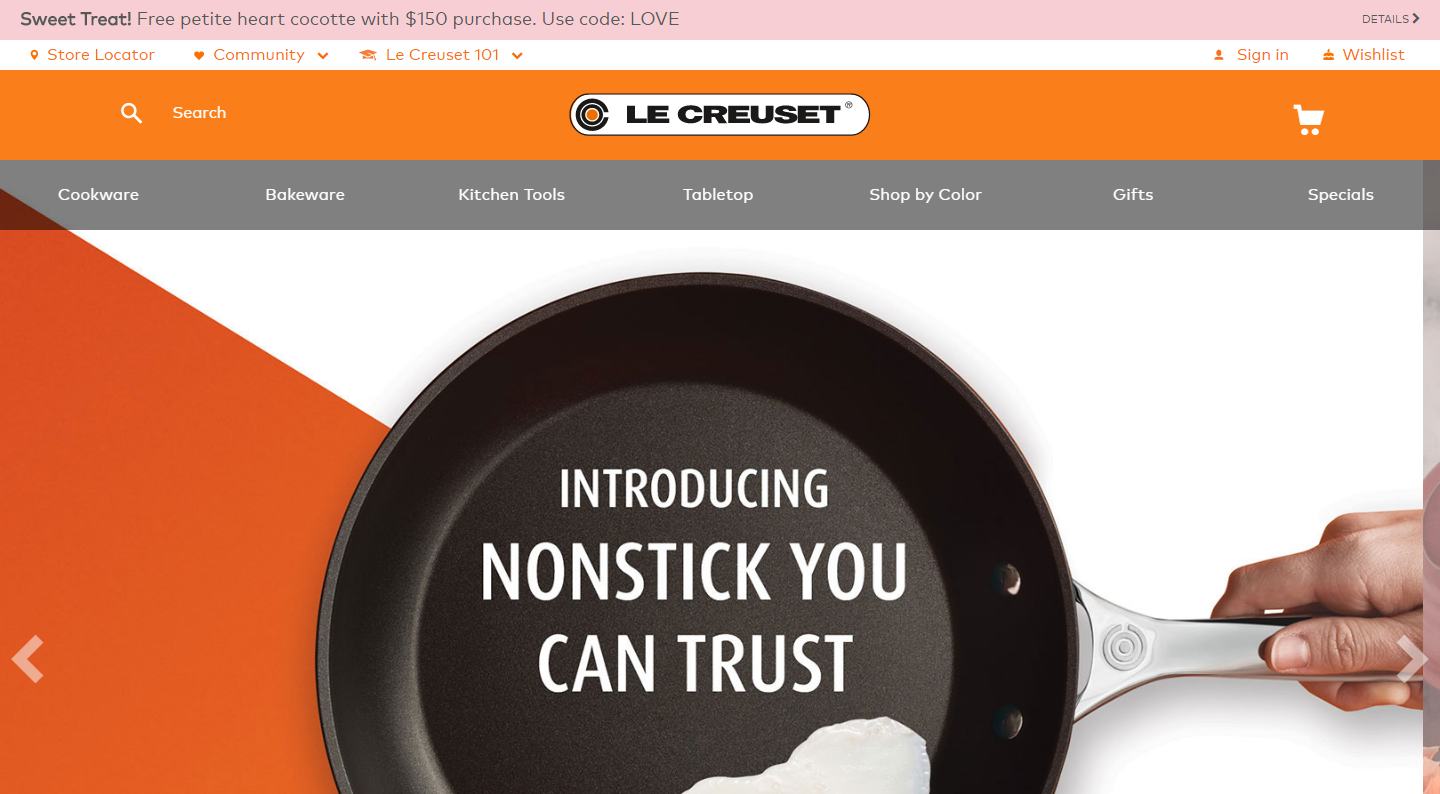 Sweet Treat! Free petite heart cocotte with $150 purchase. Use code: LOVE
DETAILS
Store Locator
Community
Le Creuset 101
Sign in
Wishlist
Search
LE CREUSET®
Cookware
Bakeware
Kitchen Tools
Tabletop
Shop by Color
Gifts
Specials
INTRODUCING
NONSTICK YOU
CAN TRUST